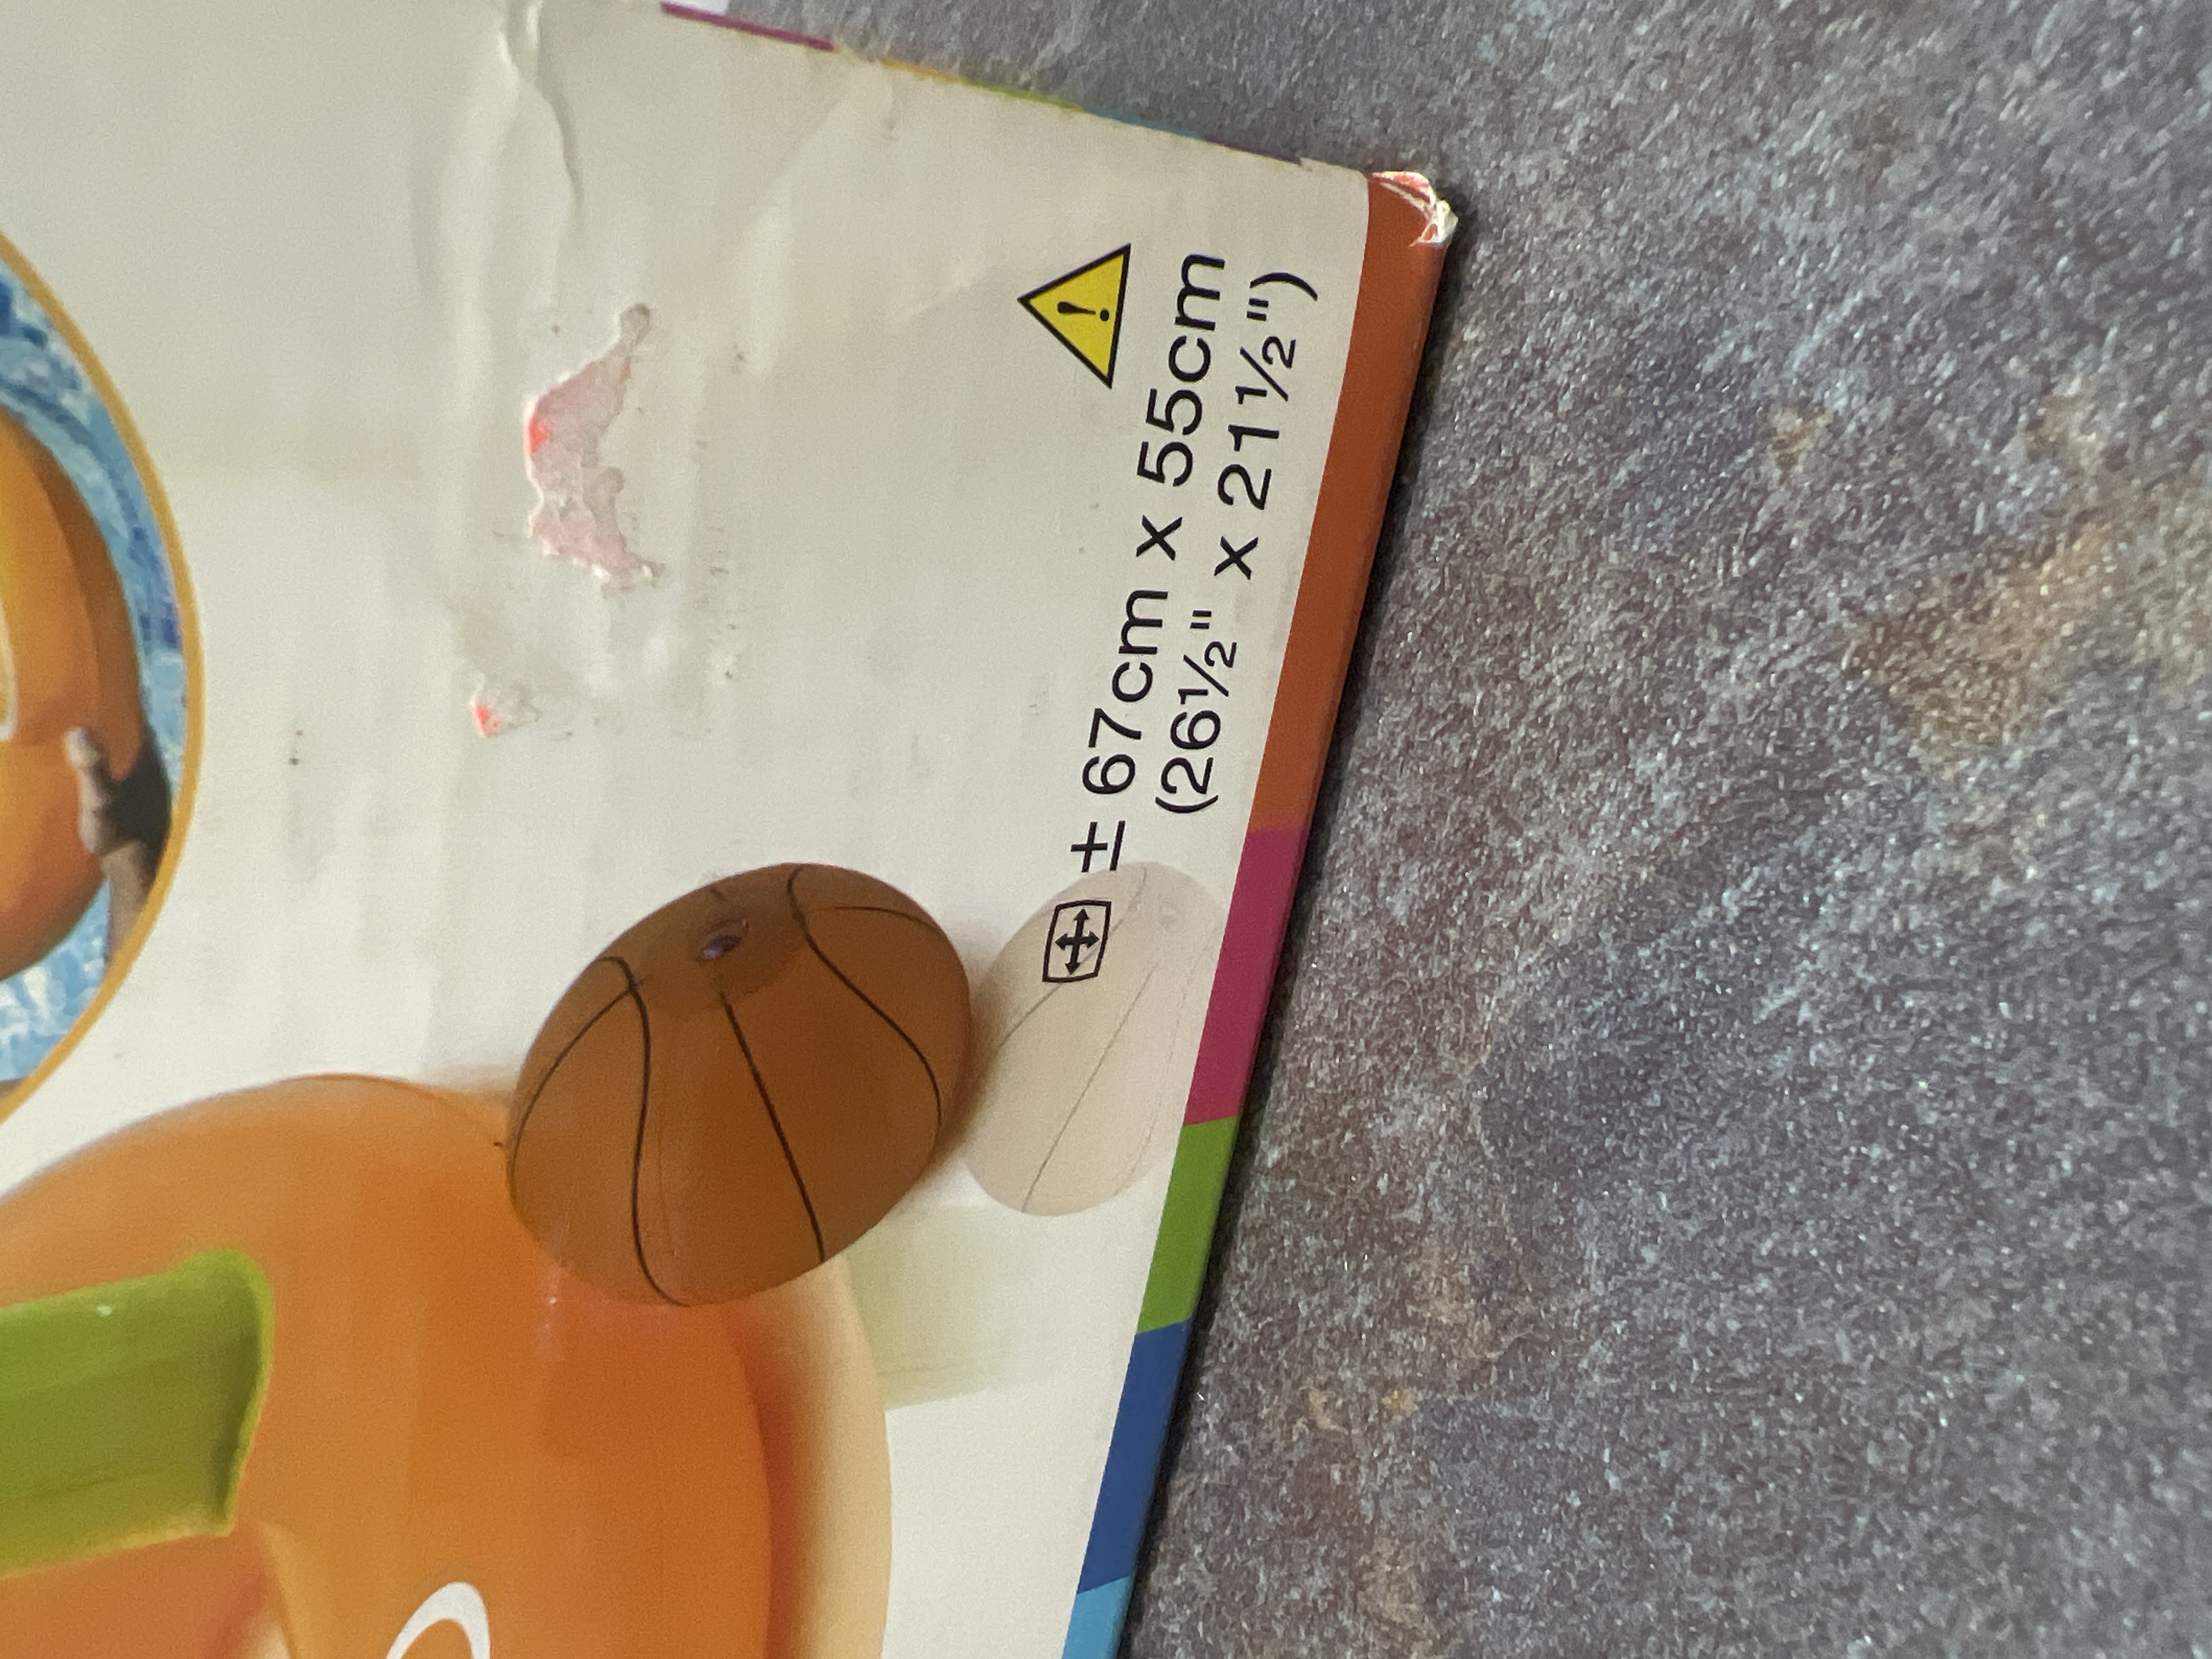 ± 67cm x 55cm
(26½" x 21½")